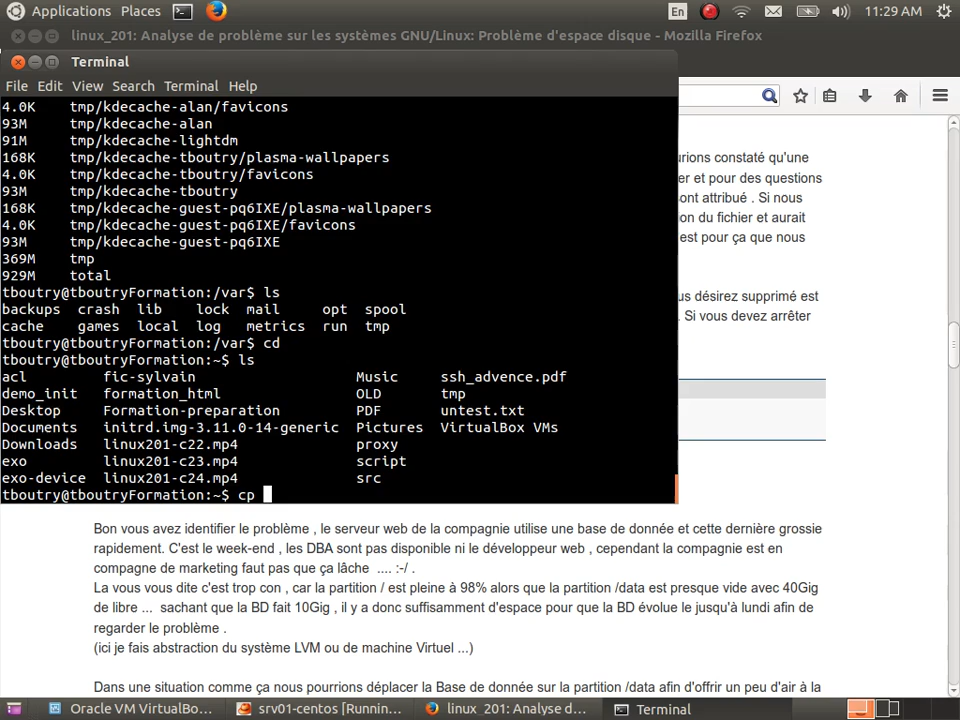 Applications Places En 11:29 AM
linux_201: Analyse de problème sur les systèmes GNU/Linux: Problème d'espace disque - Mozilla Firefox
Terminal
File Edit View Search Terminal Help
4.0K tmp/kdecache-alan/favicons
93M tmp/kdecache-alan
91M tmp/kdecache-lightdm
168K tmp/kdecache-tboutry/plasma-wallpapers
4.0K tmp/kdecache-tboutry/favicons
93M tmp/kdecache-tboutry
168K tmp/kdecache-guest-pq6IXE/plasma-wallpapers
4.0K tmp/kdecache-guest-pq6IXE/favicons
93M tmp/kdecache-guest-pq6IXE
369M tmp
929M total
tboutry@tboutryFormation:/var$ ls
backups crash lib lock mail opt spool
cache games local log metrics run tmp
tboutry@tboutryFormation:/var$ cd
tboutry@tboutryFormation:~$ ls
acl fic-sylvain Music ssh_advence.pdf
demo_init formation_html OLD tmp
Desktop Formation-preparation PDF untest.txt
Documents initrd.img-3.11.0-14-generic Pictures VirtualBox VMs
Downloads linux201-c22.mp4 proxy
exo linux201-c23.mp4 script
exo-device linux201-c24.mp4 src
tboutry@tboutryFormation:~$ cp
urions constaté qu'une
er et pour des questions
sont attribué . Si nous
ion du fichier et aurait
est pour ça que nous
us désirez supprimé est
. Si vous devez arrêter
Bon vous avez identifier le problème , le serveur web de la compagnie utilise une base de donnée et cette dernière grossie
rapidement. C'est le week-end , les DBA sont pas disponible ni le développeur web , cependant la compagnie est en
compagne de marketing faut pas que ça lâche .... :-/ .
La vous vous dite c'est trop con , car la partition / est pleine à 98% alors que la partition /data est presque vide avec 40Gig
de libre ... sachant que la BD fait 10Gig , il y a donc suffisamment d'espace pour que la BD évolue le jusqu'à lundi afin de
regarder le problème .
(ici je fais abstraction du système LVM ou de machine Virtuel ...)
Dans une situation comme ça nous pourrions déplacer la Base de donnée sur la partition /data afin d'offrir un peu d'air à la
Oracle VM VirtualBo... srv01-centos [Runnin... linux_201: Analyse d... Terminal